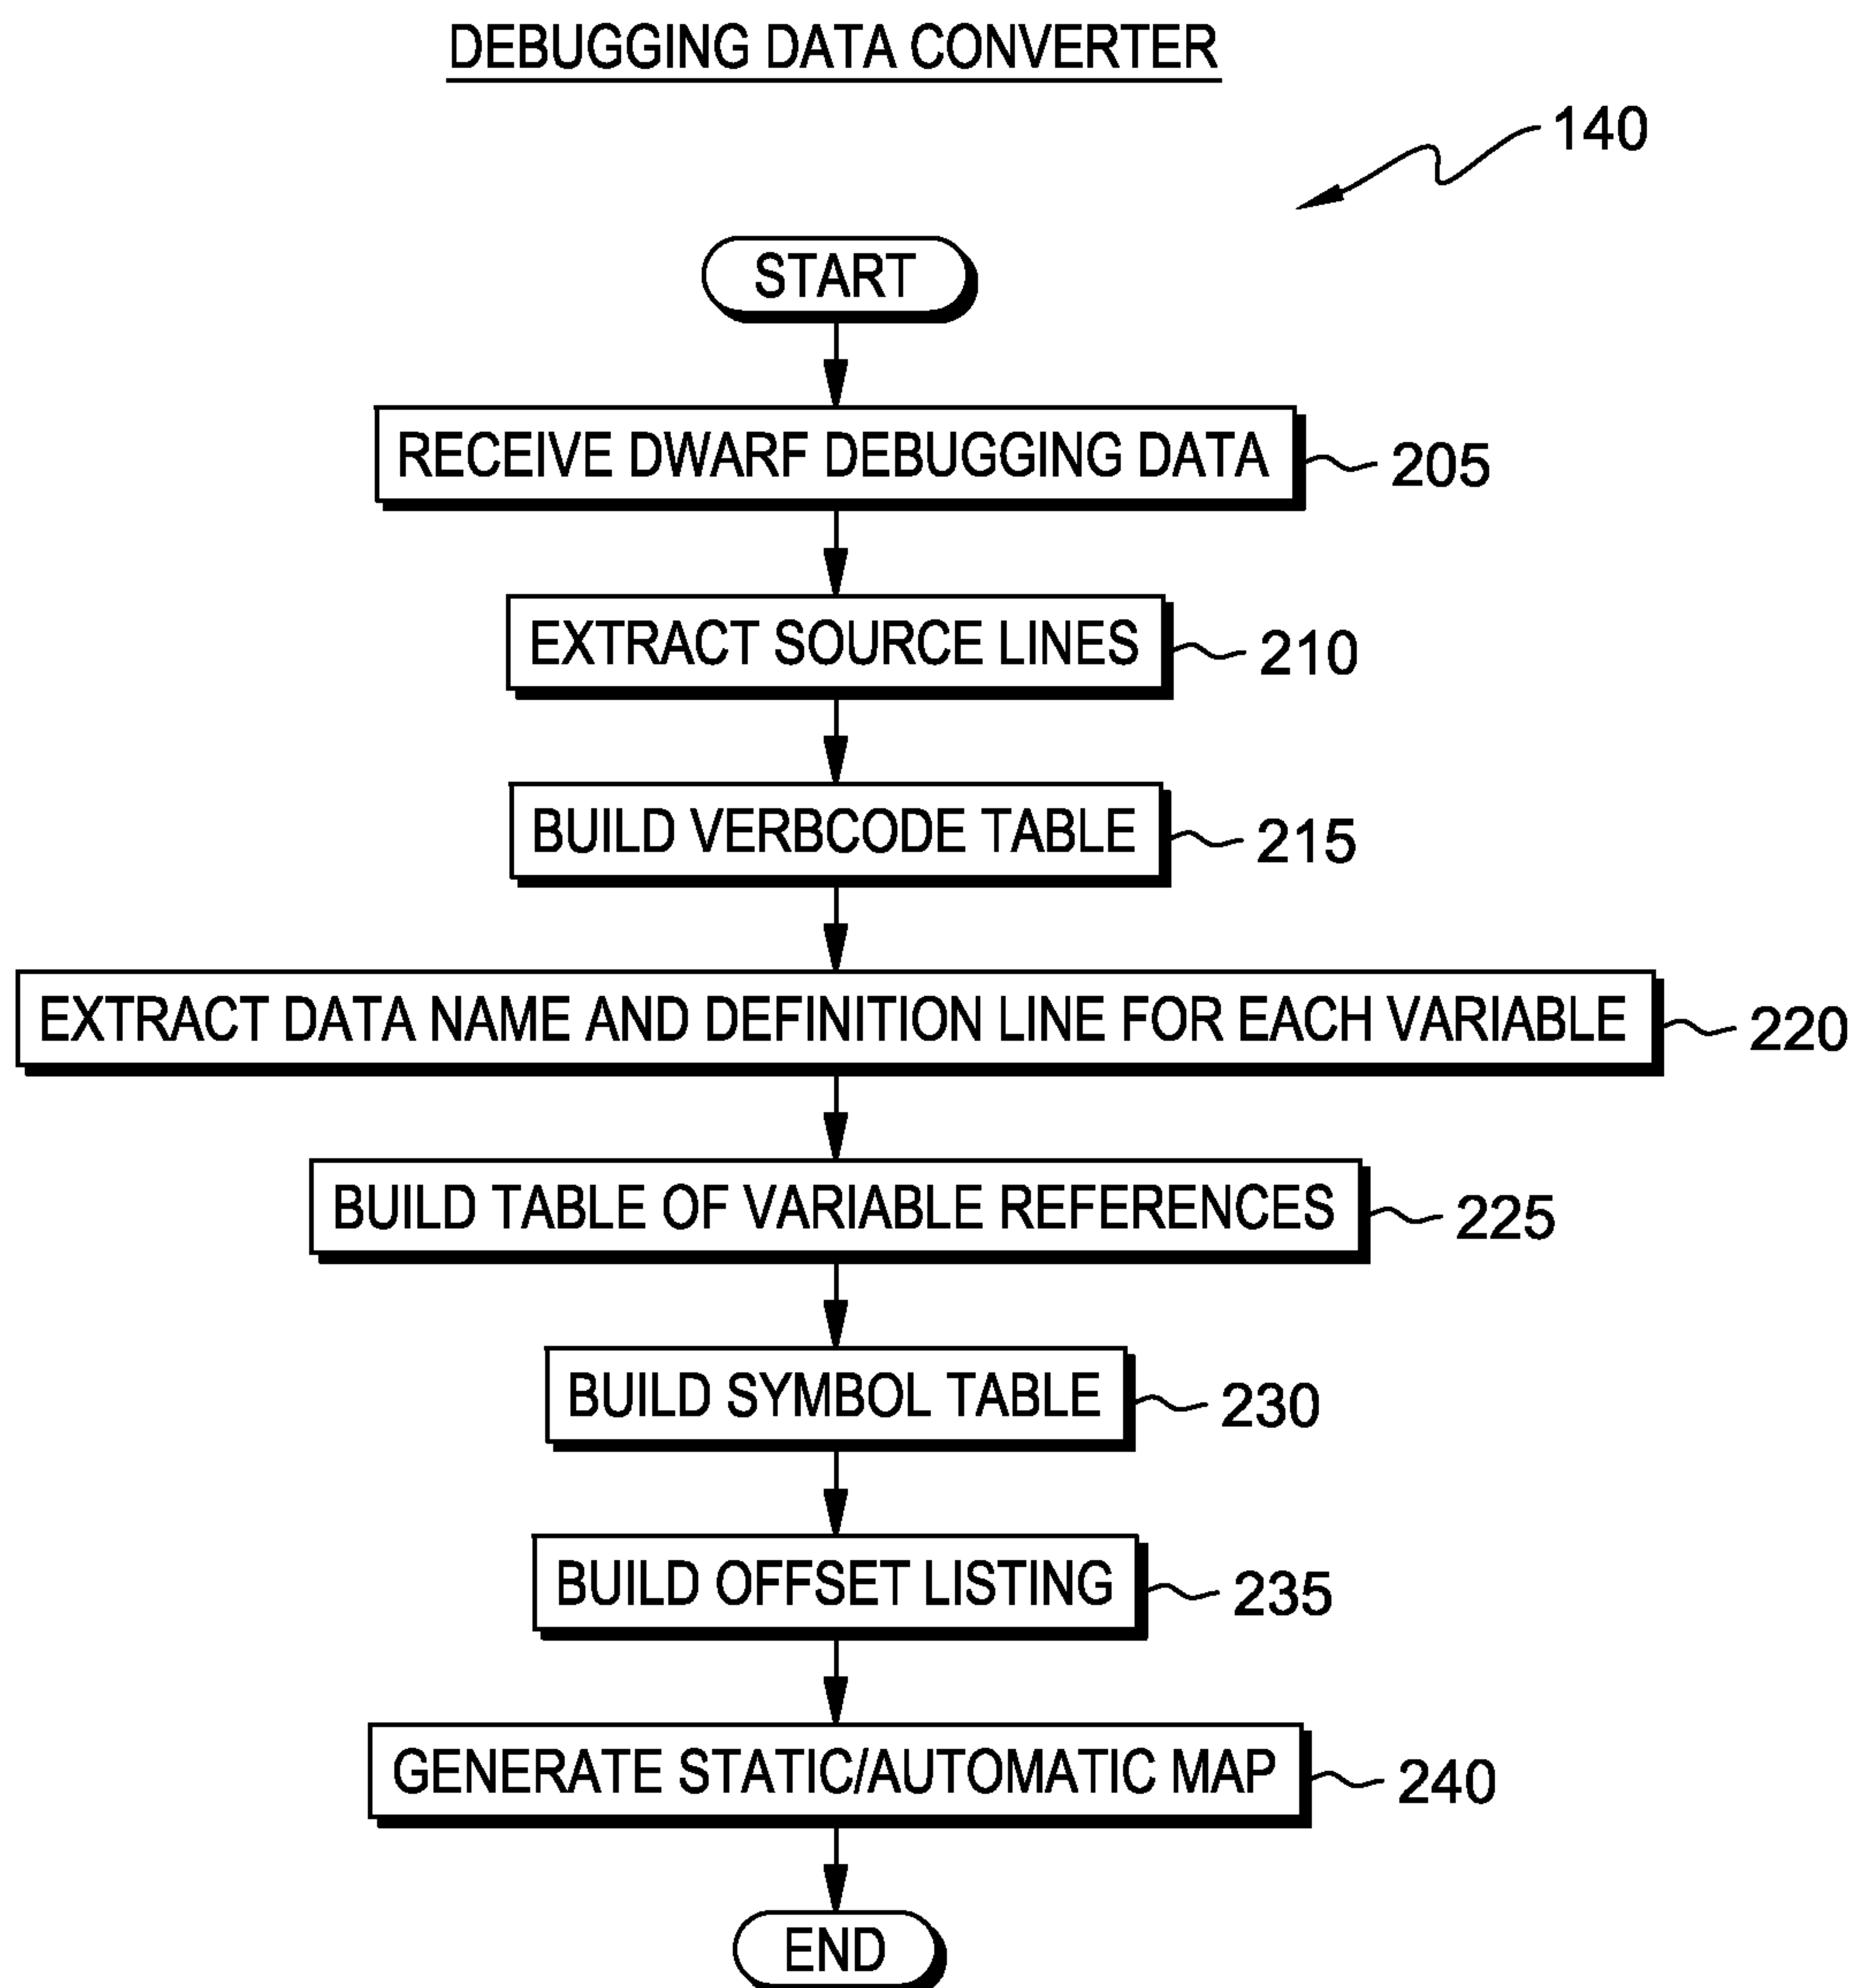 DEBUGGING DATA CONVERTER
140
START
RECEIVE DWARF DEBUGGING DATA
205
EXTRACT SOURCE LINES
210
BUILD VERBCODE TABLE
215
EXTRACT DATA NAME AND DEFINITION LINE FOR EACH VARIABLE
220
BUILD TABLE OF VARIABLE REFERENCES
225
BUILD SYMBOL TABLE
230
BUILD OFFSET LISTING
235
GENERATE STATIC/AUTOMATIC MAP
240
END